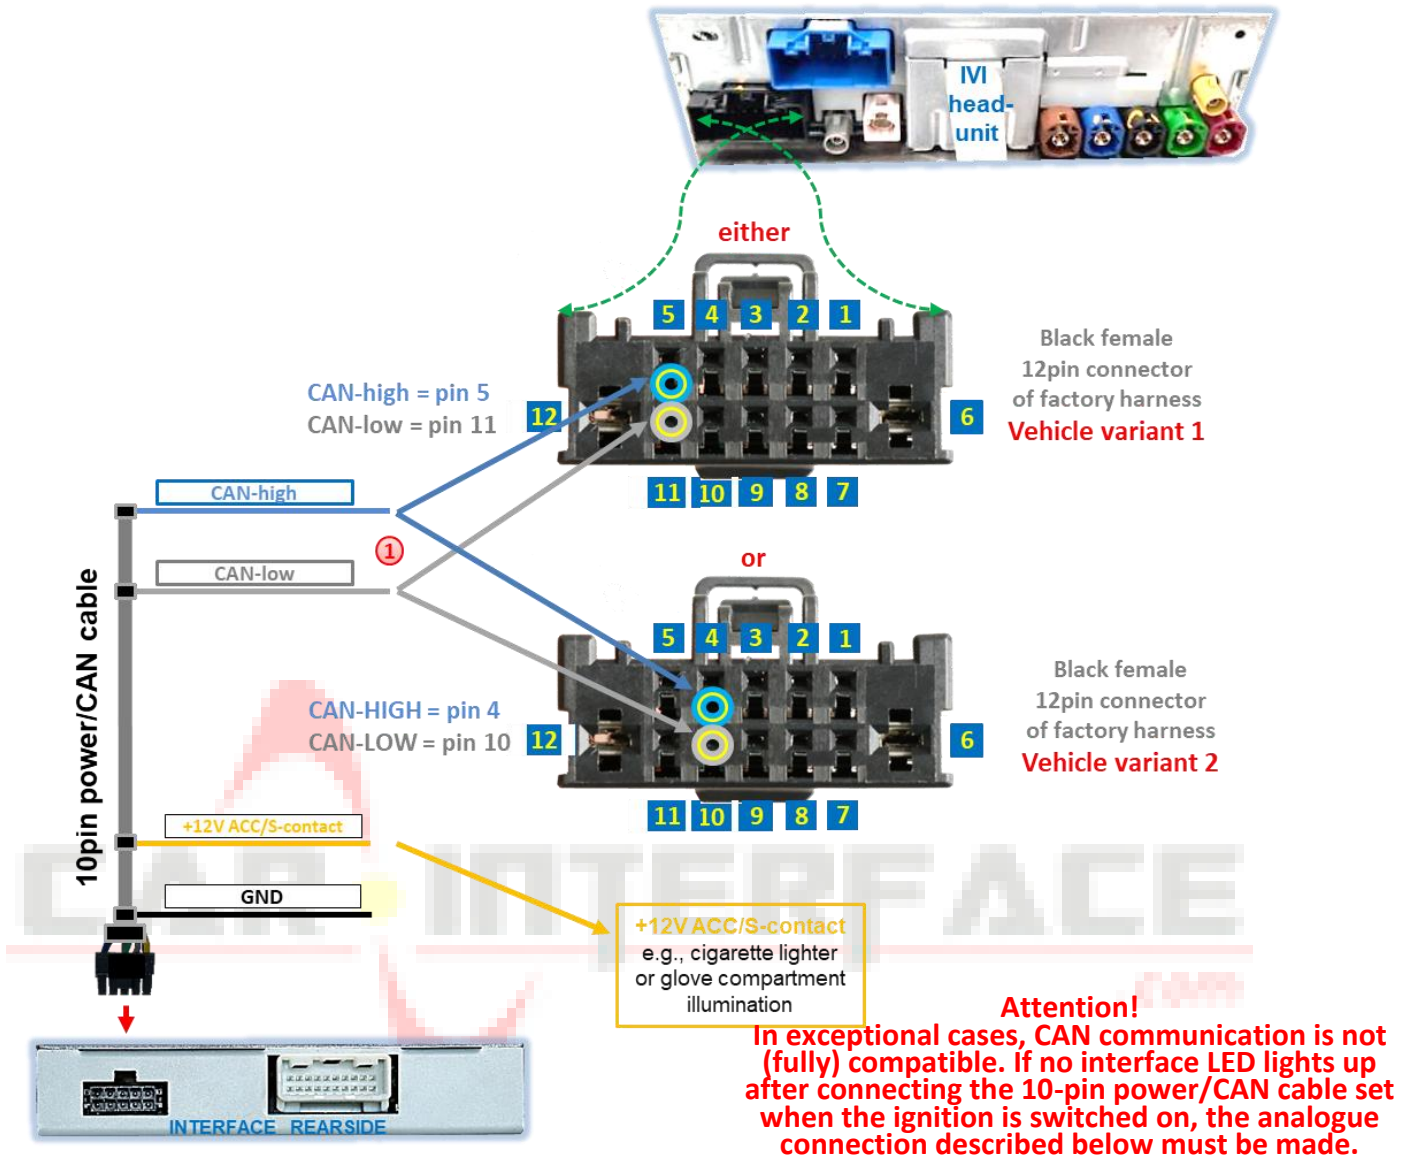 IVI
head-
unit
either
5 4 3 2 1
Black female
12pin connector
of factory harness
Vehicle variant 1
CAN-high = pin 5
CAN-low = pin 11
12
6
11 10 9 8 7
CAN-high
1
CAN-low
or
5 4 3 2 1
Black female
12pin connector
of factory harness
Vehicle variant 2
CAN-HIGH = pin 4
CAN-LOW = pin 10
12
6
11 10 9 8 7
10pin power/CAN cable
+12V ACC/S-contact
GND
+12V ACC/S-contact
e.g., cigarette lighter
or glove compartment
illumination
CAR INTERFACE
.com
Attention!
In exceptional cases, CAN communication is not
(fully) compatible. If no interface LED lights up
after connecting the 10-pin power/CAN cable set
when the ignition is switched on, the analogue
connection described below must be made.
INTERFACE REARSIDE